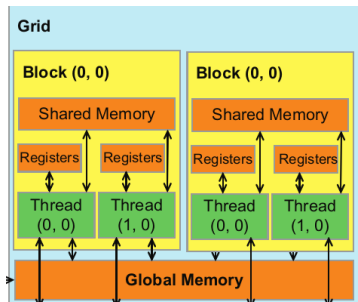 Grid
Block (0, 0)
Shared Memory
Registers
Registers
Thread
(0, 0)
Thread
(1, 0)
Block (0, 0)
Shared Memory
Registers
Registers
Thread
(0, 0)
Thread
(1, 0)
Global Memory